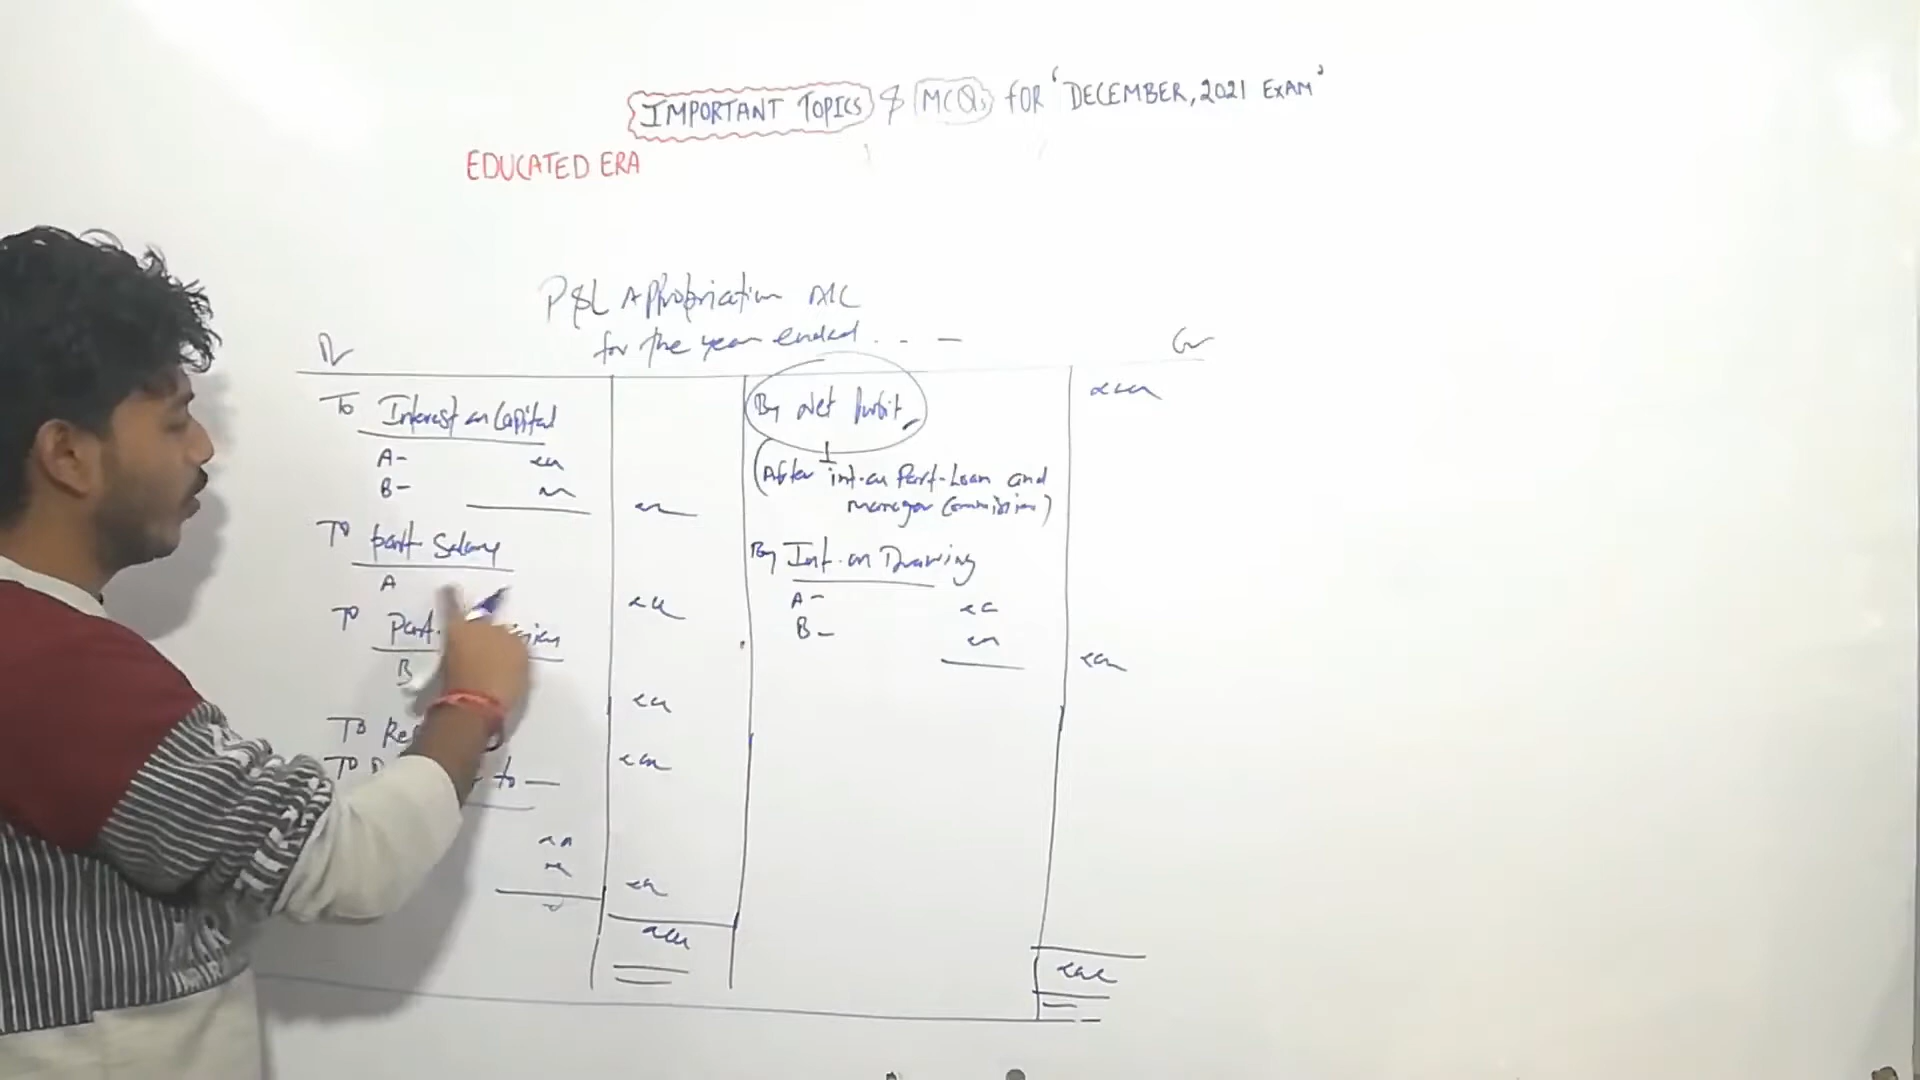 IMPORTANT TOPICS & MCQs FOR 'DECEMBER, 2021 EXAM'
EDUCATED ERA
P&L Appropriation A/C
for the year ended . . . -
Dr Cr
To Interest on Capital
A-
B-
To part. Salary
A
To Part.
B
To
To to —
By Net Profit
(After int. on Part. Loan and
manager Commission)
By Int. on Drawing
A-
B-